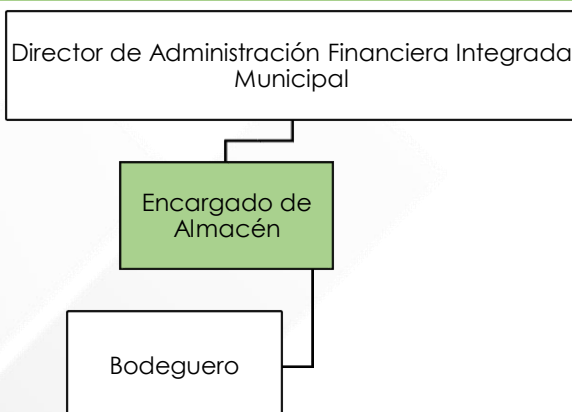 Director de Administración Financiera Integrada
Municipal
Encargado de
Almacén
Bodeguero